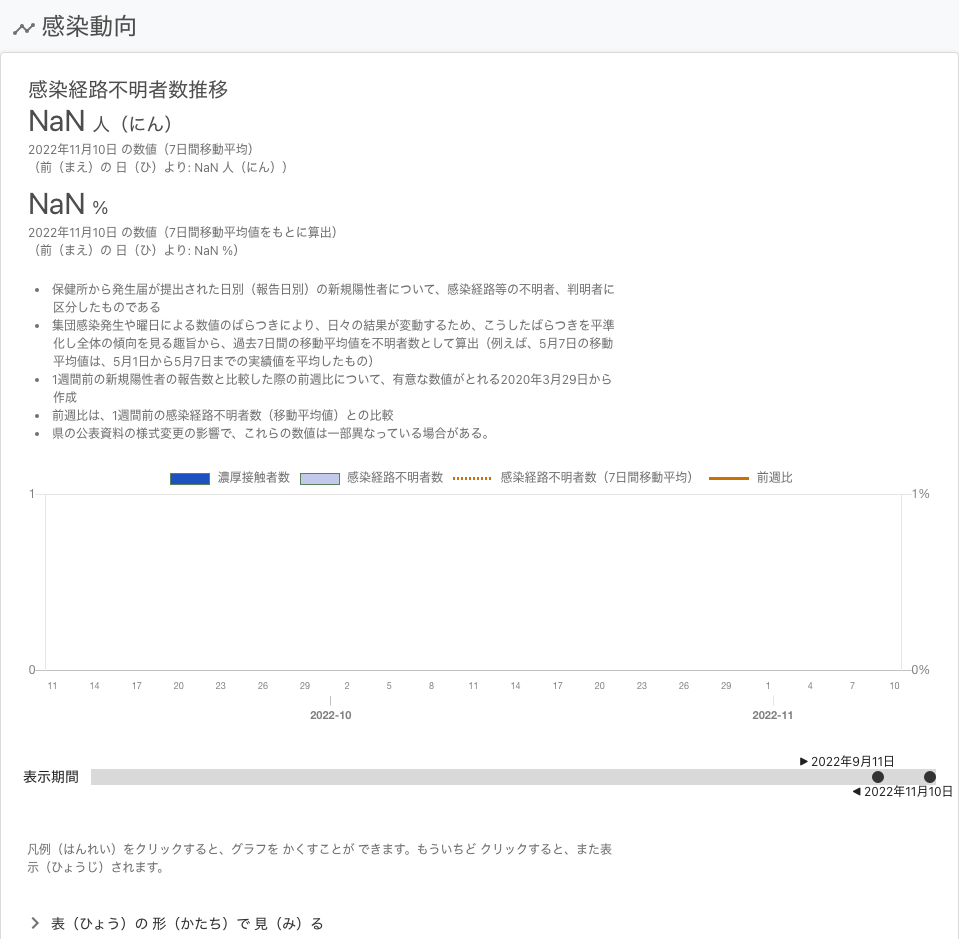 感染動向
感染経路不明者数推移
NaN 人（にん）
2022年11月10日 の数値（7日間移動平均）
（前（まえ）の 日（ひ）より: NaN 人（にん））
NaN %
2022年11月10日 の数値（7日間移動平均値をもとに算出）
（前（まえ）の 日（ひ）より: NaN %）
• 保健所から発生届が提出された日別（報告日別）の新規陽性者について、感染経路等の不明者、判明者に
区分したものである
• 集団感染発生や曜日による数値のばらつきにより、日々の結果が変動するため、こうしたばらつきを平準
化し全体の傾向を見る趣旨から、過去7日間の移動平均値を不明者数として算出（例えば、5月7日の移動
平均値は、5月1日から5月7日までの実績値を平均したもの）
• 1週間前の新規陽性者の報告数と比較した際の前週比について、有意な数値がとれる2020年3月29日から
作成
• 前週比は、1週間前の感染経路不明者数（移動平均値）との比較
• 県の公表資料の様式変更の影響で、これらの数値は一部異なっている場合がある。
濃厚接触者数 感染経路不明者数 感染経路不明者数（7日間移動平均） 前週比
1 1%
0 0%
11 14 17 20 23 26 29 2 5 8 11 14 17 20 23 26 29 1 4 7 10
2022-10 2022-11
▶ 2022年9月11日
表示期間
◀ 2022年11月10日
凡例（はんれい）をクリックすると、グラフを かくすことが できます。もういちど クリックすると、また表
示（ひょうじ）されます。
表（ひょう）の 形（かたち）で 見（み）る